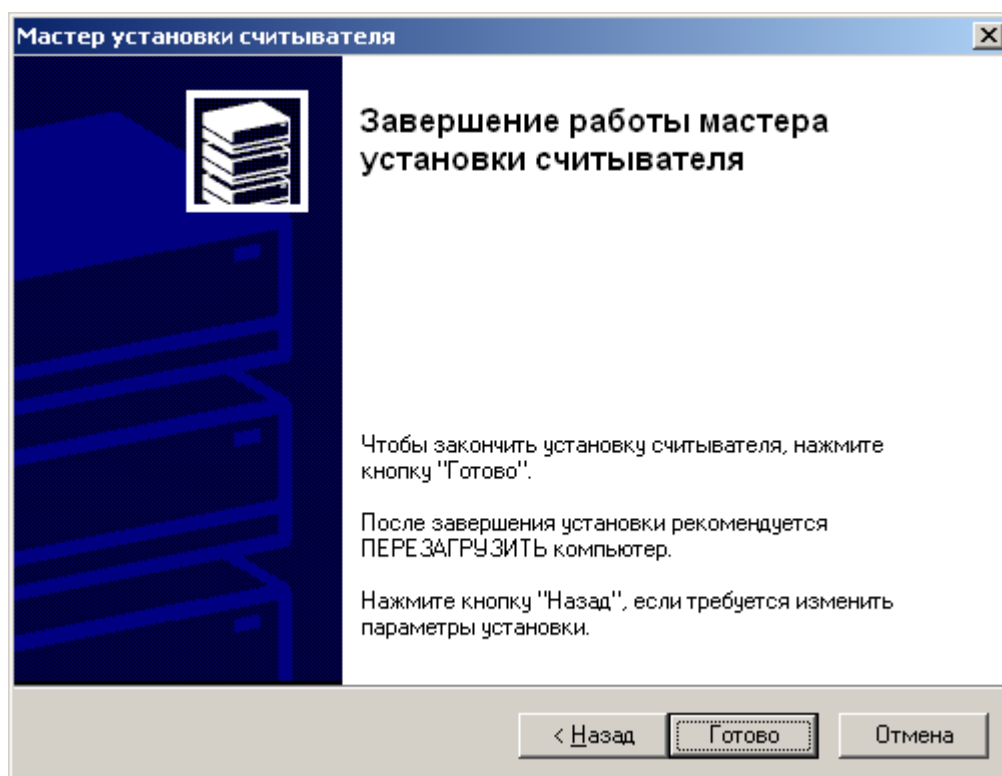 Мастер установки считывателя
Завершение работы мастера
установки считывателя
Чтобы закончить установку считывателя, нажмите
кнопку "Готово".
После завершения установки рекомендуется
ПЕРЕЗАГРУЗИТЬ компьютер.
Нажмите кнопку "Назад", если требуется изменить
параметры установки.
< Назад
Готово
Отмена